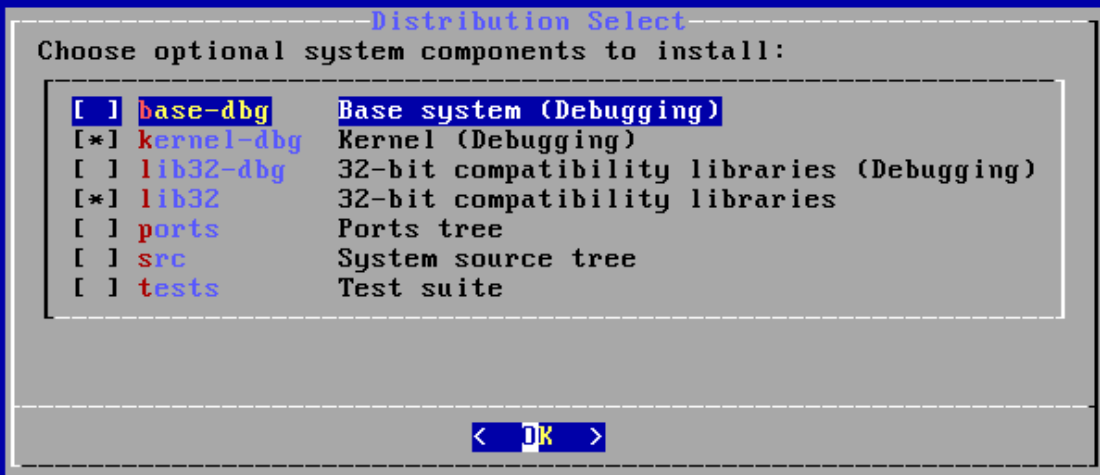 Distribution Select
Choose optional system components to install:
[ ] base-dbg Base system (Debugging)
[*] kernel-dbg Kernel (Debugging)
[ ] lib32-dbg 32-bit compatibility libraries (Debugging)
[*] lib32 32-bit compatibility libraries
[ ] ports Ports tree
[ ] src System source tree
[ ] tests Test suite
< OK >